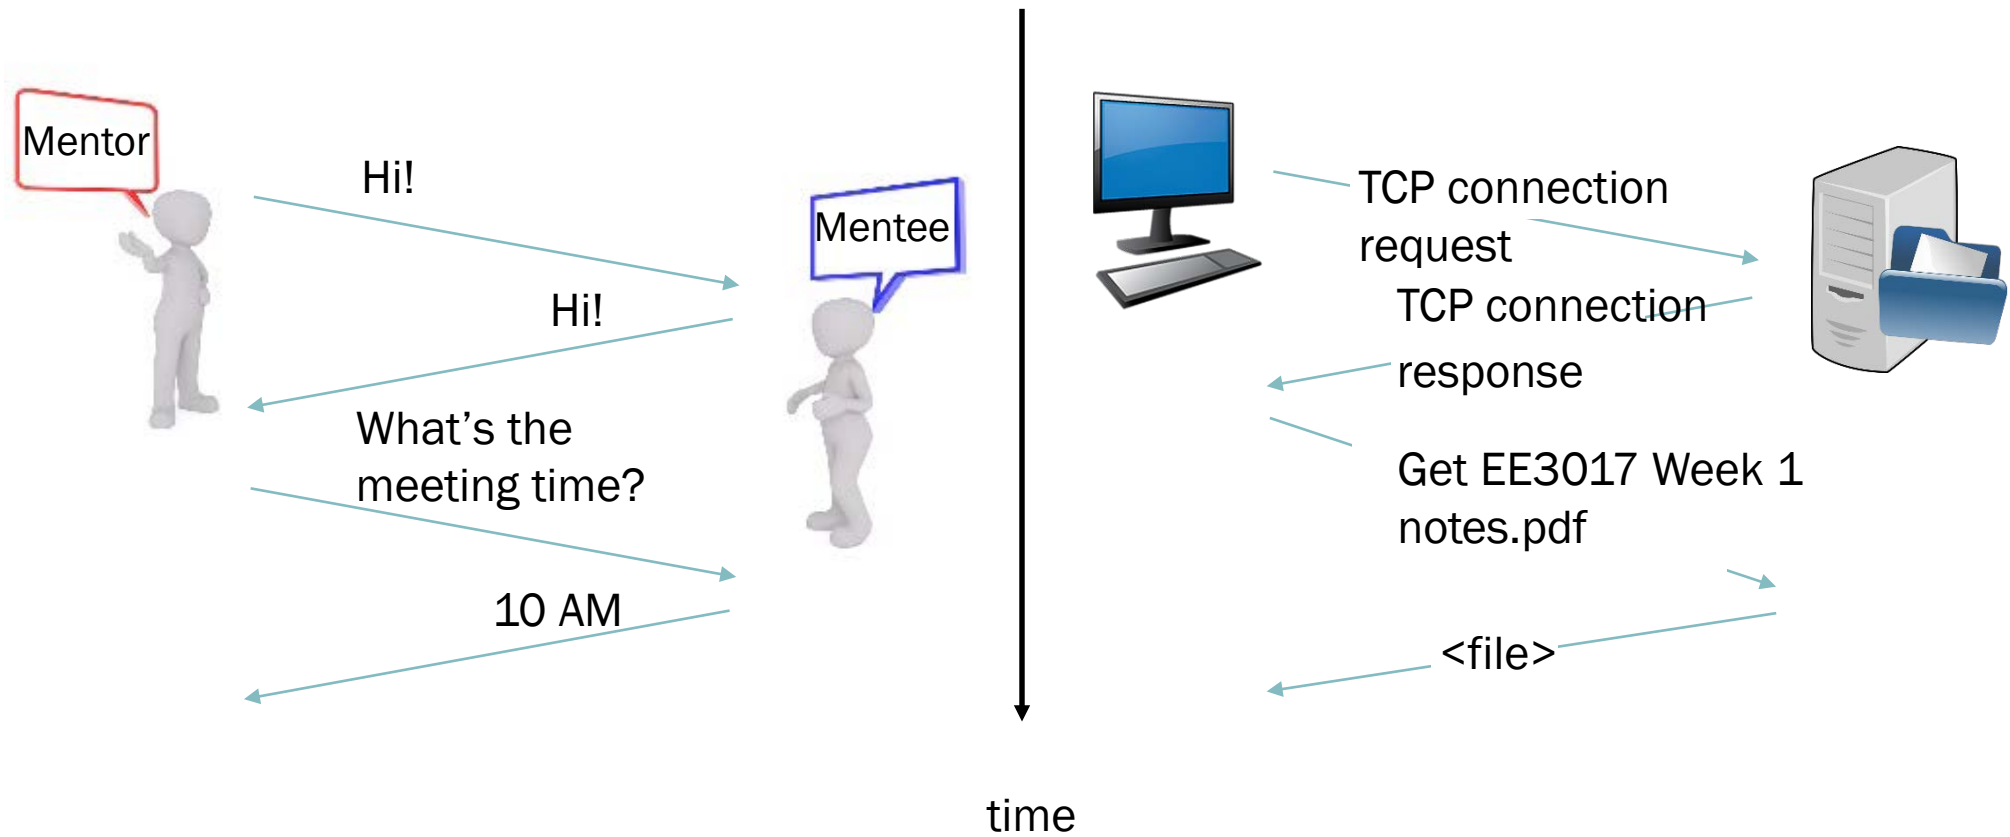 Mentor
Hi!
Mentee
Hi!
What's the
meeting time?
10 AM
TCP connection
request
TCP connection
response
Get EE3017 Week 1
notes.pdf
<file>
time